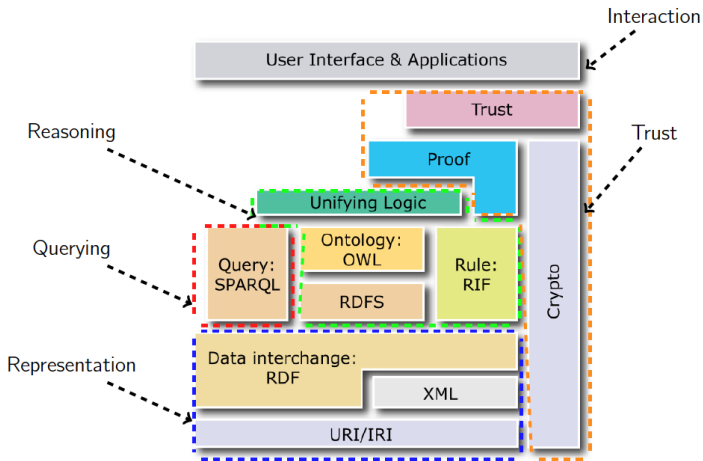 Interaction
User Interface & Applications
Trust
Reasoning
Trust
Proof
Unifying Logic
Querying
Query:
SPARQL
Ontology:
OWL
Rule:
RIF
RDFS
Crypto
Representation
Data interchange:
RDF
XML
URI/IRI